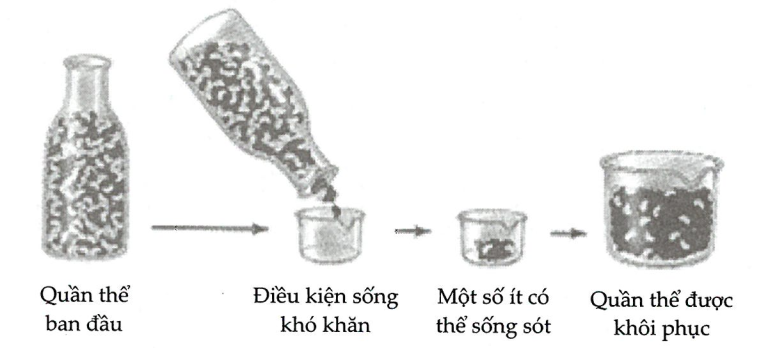 Quần thể
ban đầu
Điều kiện sống
khó khăn
Một số ít có
thể sống sót
Quần thể được
khôi phục